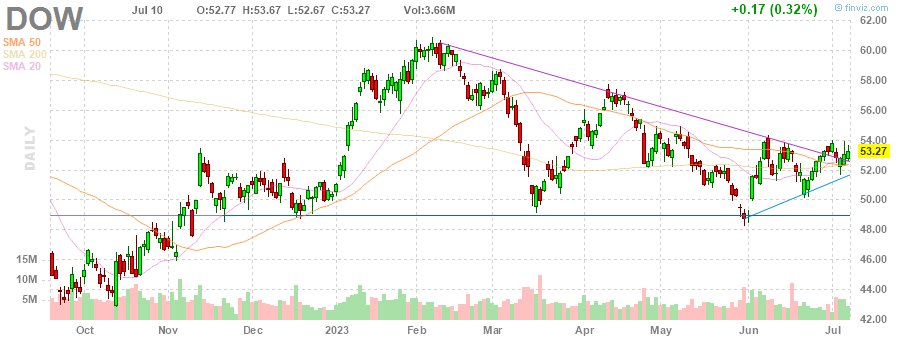 DOW Jul 10 O:52.77 H:53.67 L:52.67 C:53.27 Vol:3.66M +0.17 (0.32%) © finviz.com
SMA 50
SMA 200
SMA 20
DAILY
62.00
60.00
58.00
56.00
54.00
53.27
52.00
50.00
48.00
46.00
44.00
42.00
15M
10M
5M
Oct Nov Dec 2023 Feb Mar Apr May Jun Jul